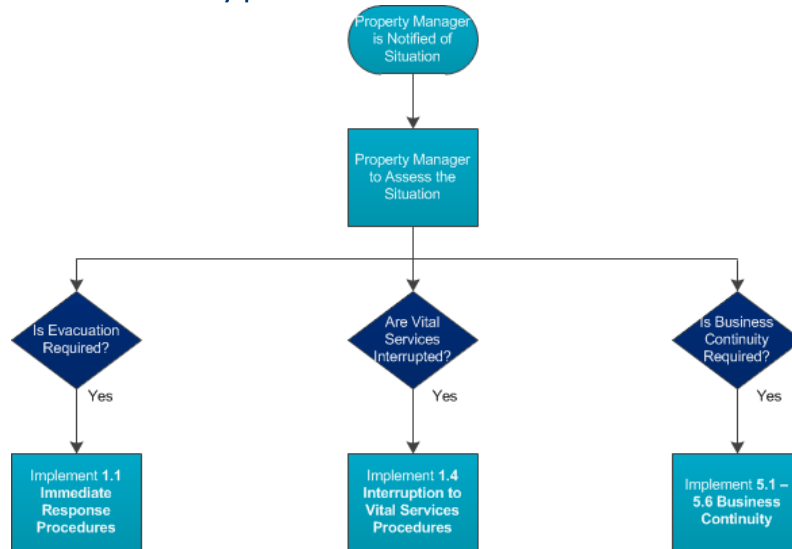 Property Manager
is Notified of
Situation
Property Manager
to Assess the
Situation
Is Evacuation
Required?
Are Vital
Services
Interrupted?
Is Business
Continuity
Required?
Yes
Yes
Yes
Implement 1.1
Immediate
Response
Procedures
Implement 1.4
Interruption to
Vital Services
Procedures
Implement 5.1 –
5.6 Business
Continuity